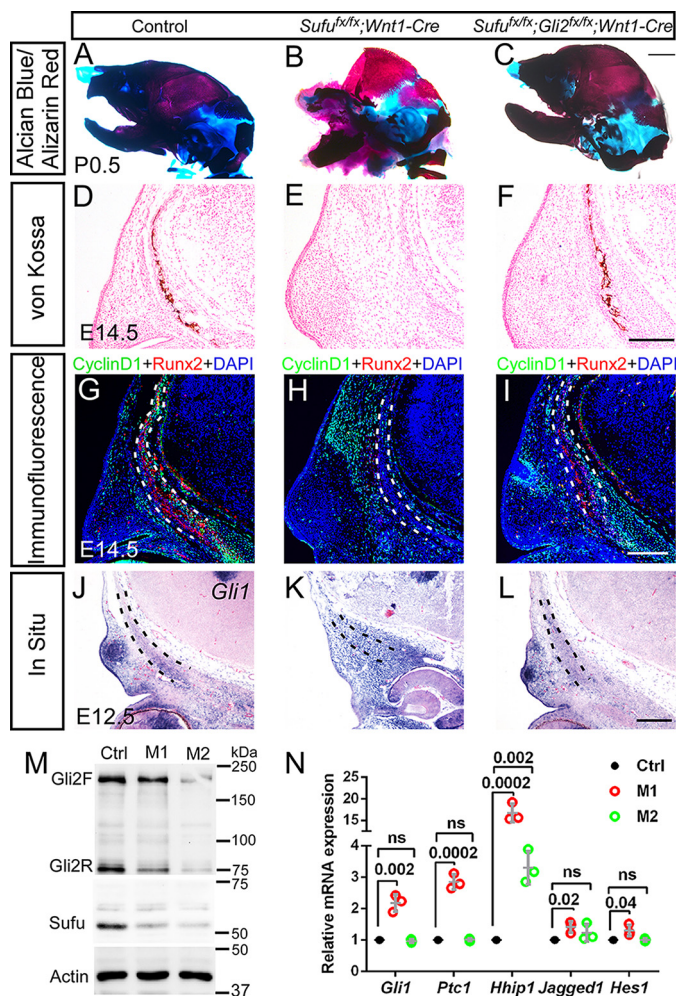 Control Sufu^fx/fx;Wnt1-Cre Sufu^fx/fx;Gli2^fx/fx;Wnt1-Cre
Alcian Blue/
Alizarin Red
A B C
P0.5
von Kossa
D E F
E14.5
Immunofluorescence
CyclinD1+Runx2+DAPI CyclinD1+Runx2+DAPI CyclinD1+Runx2+DAPI
G H I
E14.5
In Situ
J Gli1 K L
E12.5
M Ctrl M1 M2 kDa
Gli2F 250
150
100
Gli2R 75
75
Sufu
50
50
Actin
37
N
Relative mRNA expression
25
20
15
10
5
4
3
2
1
0
ns
0.002
ns
0.0002
0.002
0.0002
ns
0.02
ns
0.04
Ctrl
M1
M2
Gli1 Ptc1 Hhip1 Jagged1 Hes1